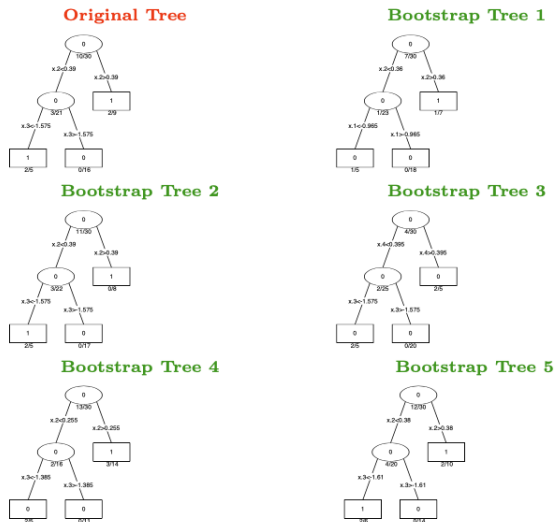 Original Tree
0
10/30
x.2<0.39 x.2>0.39
0 1
3/21 2/9
x.3<-1.575 x.3>-1.575
1 0
2/5 0/16
Bootstrap Tree 1
0
7/30
x.2<0.36 x.2>0.36
0 1
1/23 1/7
x.1<-0.965 x.1>-0.965
0 0
1/5 0/18
Bootstrap Tree 2
0
11/30
x.2<0.39 x.2>0.39
0 1
3/22 0/8
x.3<-1.575 x.3>-1.575
1 0
2/5 0/17
Bootstrap Tree 3
0
4/30
x.4<0.395 x.4>0.395
0 0
2/25 2/5
x.3<-1.575 x.3>-1.575
0 0
2/5 0/20
Bootstrap Tree 4
0
13/30
x.2<0.255 x.2>0.255
0 1
2/16 3/14
x.3<-1.385 x.3>-1.385
0 0
2/5 0/11
Bootstrap Tree 5
0
12/30
x.2<0.38 x.2>0.38
0 1
4/20 2/10
x.3<-1.61 x.3>-1.61
1 0
2/6 0/14